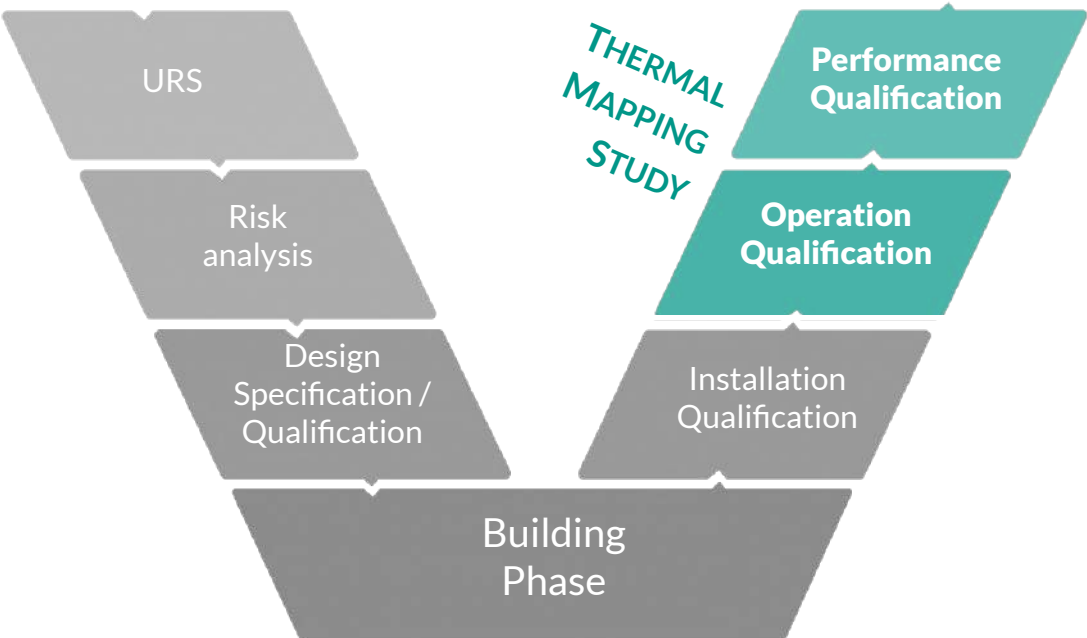 URS
Risk
analysis
Design
Specification /
Qualification
Building
Phase
Installation
Qualification
Operation
Qualification
Performance
Qualification
THERMAL
MAPPING
STUDY